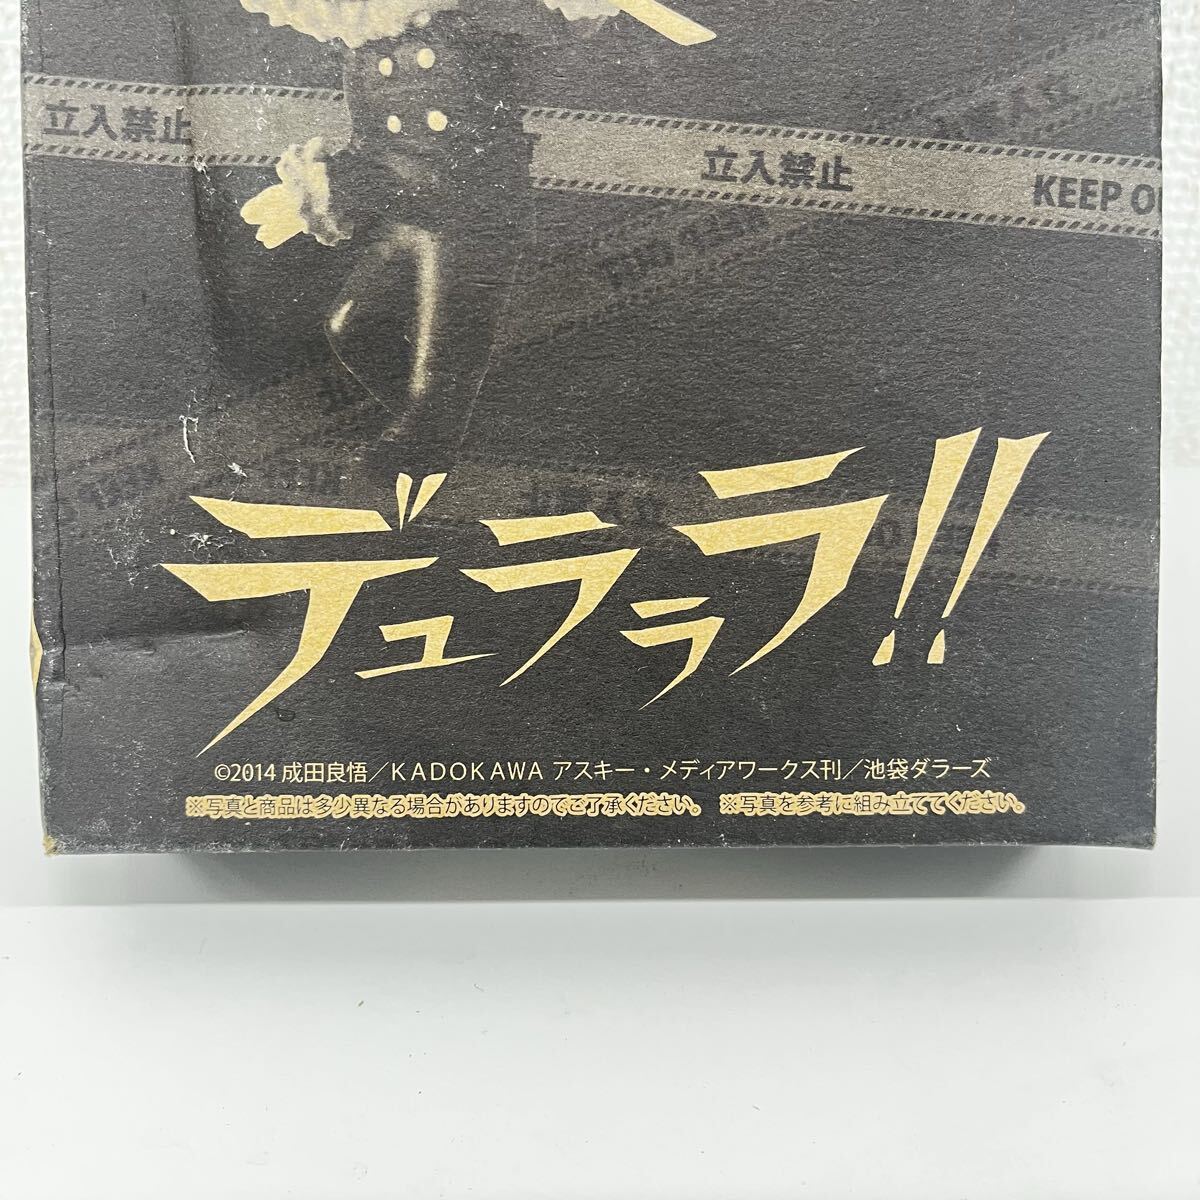 立入禁止
立入禁止
KEEP
デュラララ!!
©2014 成田良悟／KADOKAWA アスキー・メディアワークス刊／池袋ダラーズ
※写真と商品は多少異なる場合がありますのでご了承ください。 ※写真を参考に組み立ててください。